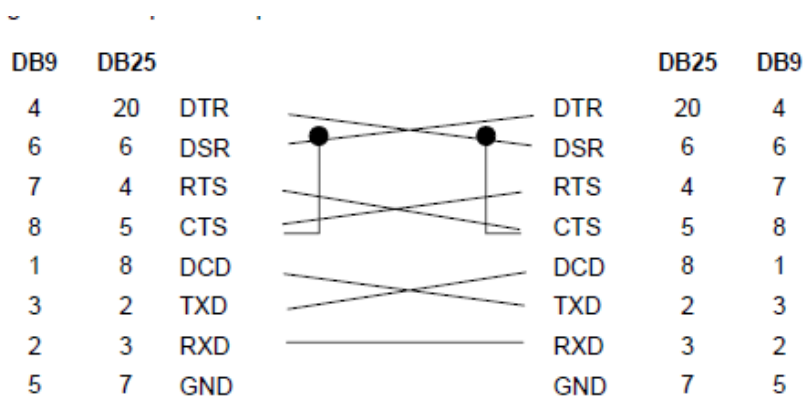 DB9 DB25 DB25 DB9
4 20 DTR DTR 20 4
6 6 DSR DSR 6 6
7 4 RTS RTS 4 7
8 5 CTS CTS 5 8
1 8 DCD DCD 8 1
3 2 TXD TXD 2 3
2 3 RXD RXD 3 2
5 7 GND GND 7 5